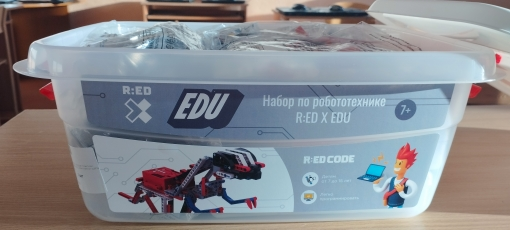 R:ED
X
EDU
Набор по робототехнике
R:ED X EDU
7+
R:ED CODE